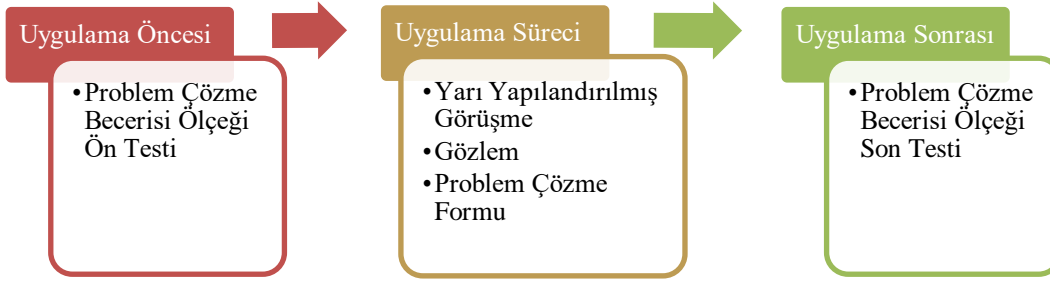 Uygulama Öncesi
•Problem Çözme
Becerisi Ölçeği
Ön Testi
Uygulama Süreci
•Yarı Yapılandırılmış
Görüşme
•Gözlem
•Problem Çözme
Formu
Uygulama Sonrası
•Problem Çözme
Becerisi Ölçeği
Son Testi